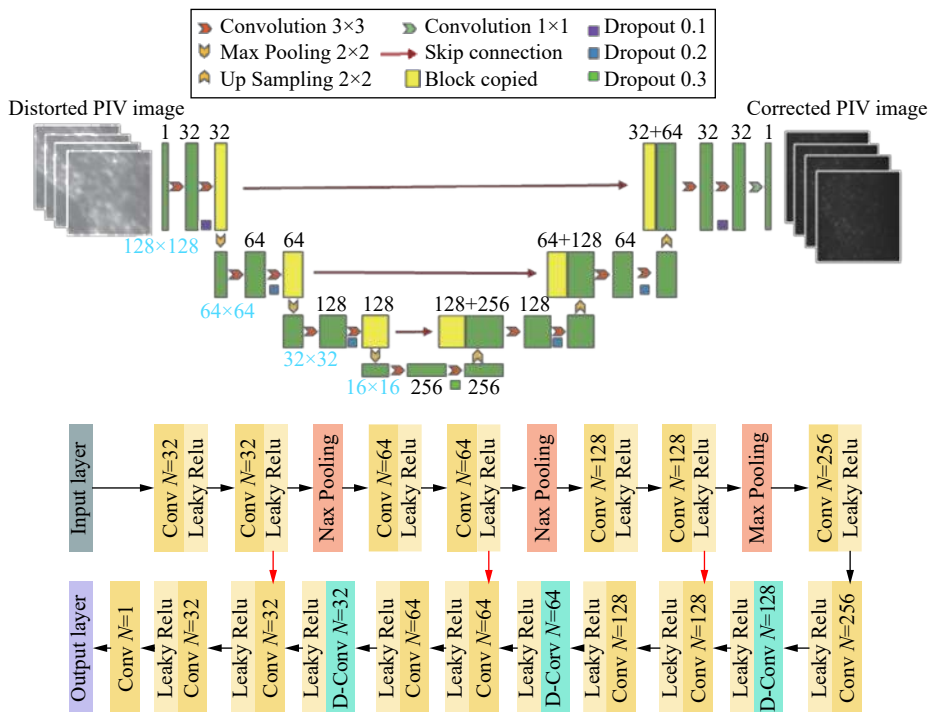 Convolution 3×3
Convolution 1×1
Dropout 0.1
Max Pooling 2×2
Skip connection
Dropout 0.2
Up Sampling 2×2
Block copied
Dropout 0.3
Distorted PIV image
Corrected PIV image
1 32 32
32+64 32 32 1
128×128
64 64
64+128 64
64×64
128 128
128+256 128
32×32
16×16
256 256
Input layer
Conv N=32
Leaky Relu
Conv N=32
Leaky Relu
Nax Pooling
Conv N=64
Leaky Relu
Conv N=64
Leaky Relu
Nax Pooling
Conv N=128
Leaky Relu
Conv N=128
Leaky Relu
Max Pooling
Conv N=256
Leaky Relu
Output layer
Conv N=1
Leaky Relu
Conv N=32
Leaky Relu
Conv N=32
Leaky Relu
D-Conv N=32
Leaky Relu
Conv N=64
Leaky Relu
Conv N=64
Leaky Relu
D-Corv N=64
Leaky Relu
Conv N=128
Leaky Relu
Conv N=128
Leaky Relu
D-Conv N=128
Leaky Relu
Conv N=256